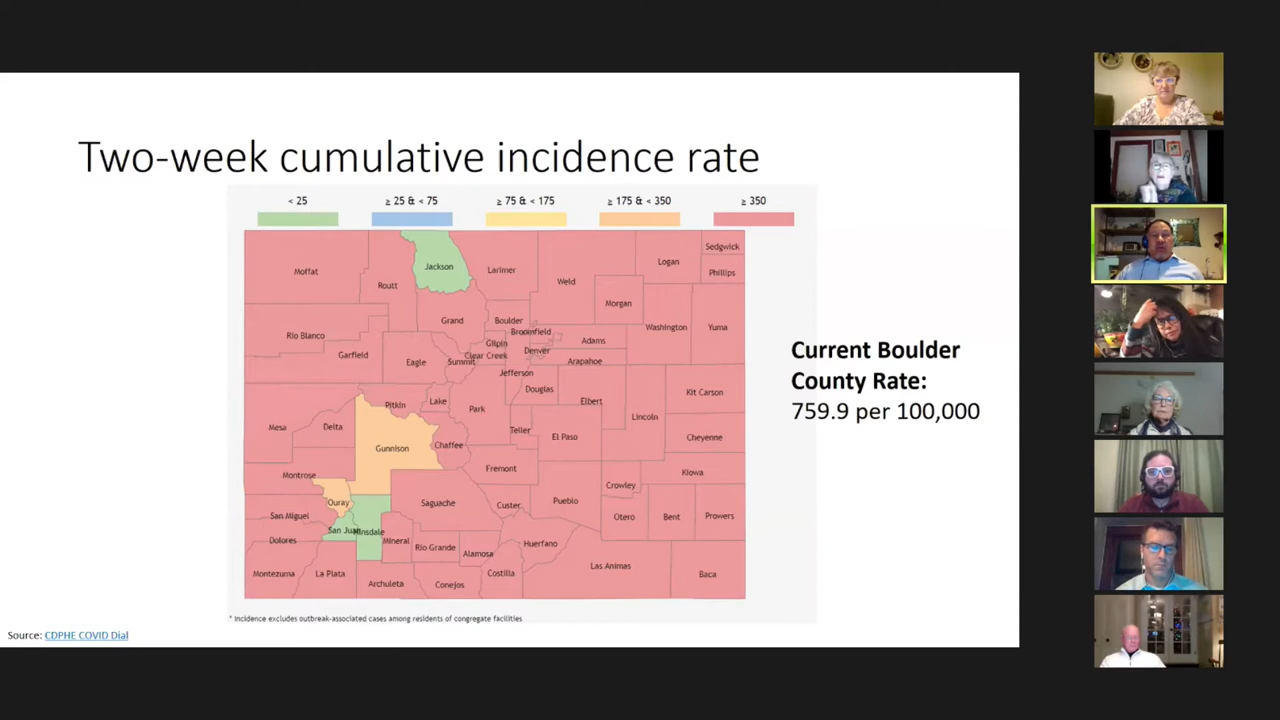 Two-week cumulative incidence rate
< 25
≥ 25 & < 75
≥ 75 & < 175
≥ 175 & < 350
≥ 350
Sedgwick
Logan
Jackson
Larimer
Moffat
Phillips
Weld
Routt
Morgan
Grand
Boulder
Washington
Yuma
Broomfield
Rio Blanco
Gilpin
Adams
Denver
Garfield
Clear Creek
Eagle
Summit
Arapahoe
Jefferson
Douglas
Kit Carson
Elbert
Lake
Pitkin
Park
Lincoln
Mesa
Delta
Teller
El Paso
Cheyenne
Chaffee
Gunnison
Fremont
Kiowa
Montrose
Crowley
Ouray
Saguache
Custer
Pueblo
San Miguel
Otero
Bent
Prowers
San Juan
Hinsdale
Dolores
Mineral
Rio Grande
Alamosa
Huerfano
Las Animas
Montezuma
La Plata
Costilla
Baca
Archuleta
Conejos
Current Boulder
County Rate:
759.9 per 100,000
* Incidence excludes outbreak-associated cases among residents of congregate facilities
Source: CDPHE COVID Dial